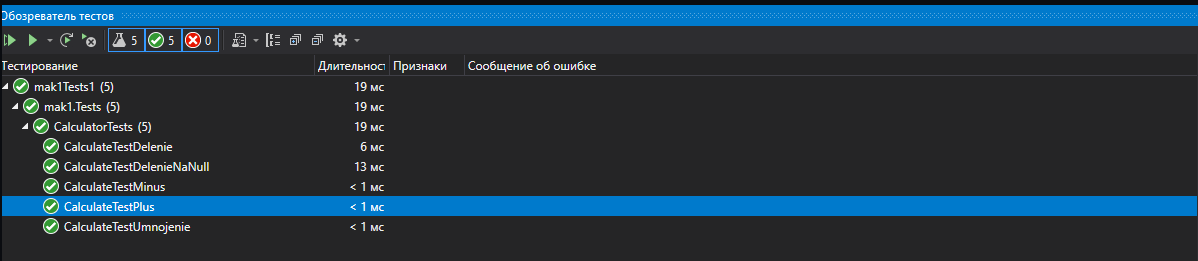 Обозреватель тестов
5 5 0
Тестирование Длительност Признаки Сообщение об ошибке
mak1Tests1 (5) 19 мс
mak1.Tests (5) 19 мс
CalculatorTests (5) 19 мс
CalculateTestDelenie 6 мс
CalculateTestDelenieNaNull 13 мс
CalculateTestMinus < 1 мс
CalculateTestPlus < 1 мс
CalculateTestUmnojenie < 1 мс